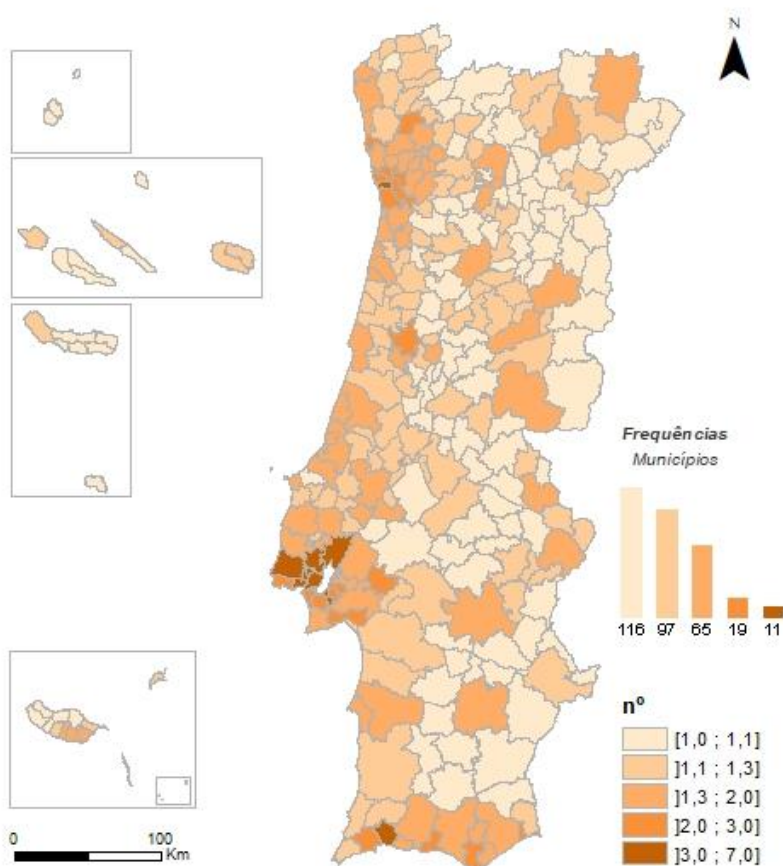 N
Frequências
Municípios
116 97 65 19 11
nº
[1,0 ; 1,1]
]1,1 ; 1,3]
]1,3 ; 2,0]
]2,0 ; 3,0]
]3,0 ; 7,0]
0 100
Km